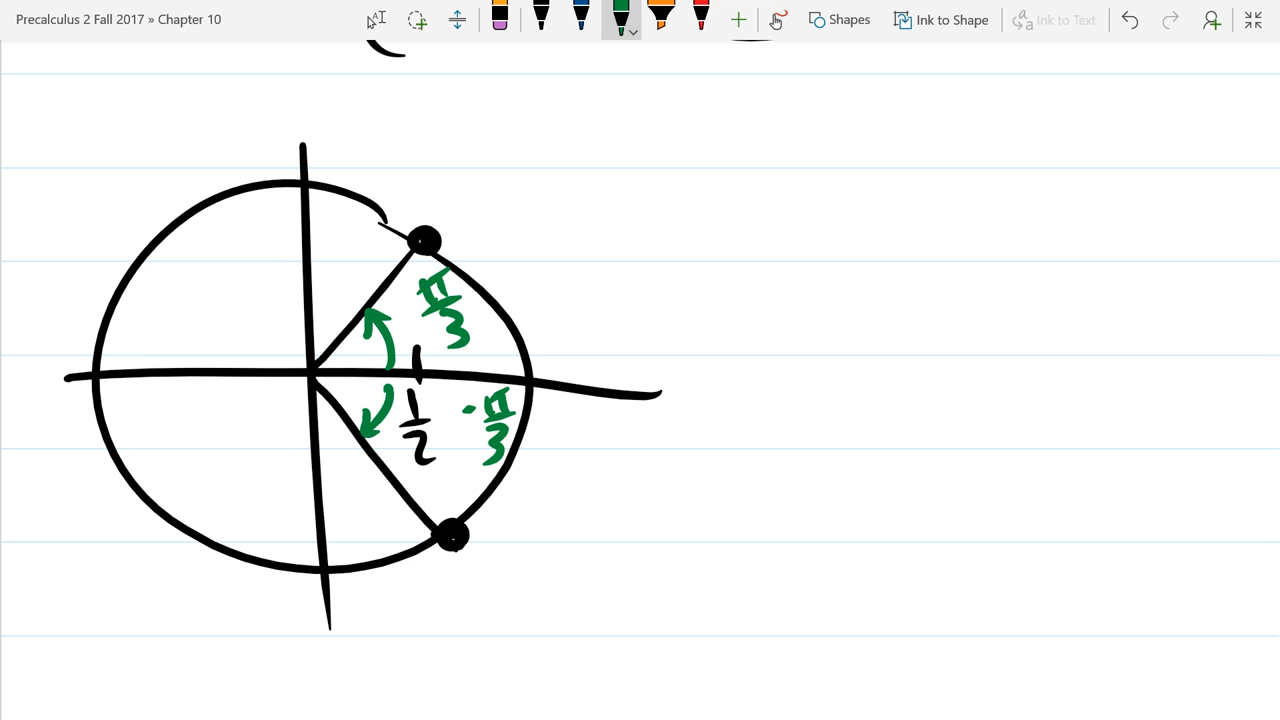 Precalculus 2 Fall 2017 » Chapter 10
Shapes
Ink to Shape
Ink to Text
π/3
1/2
-π/3